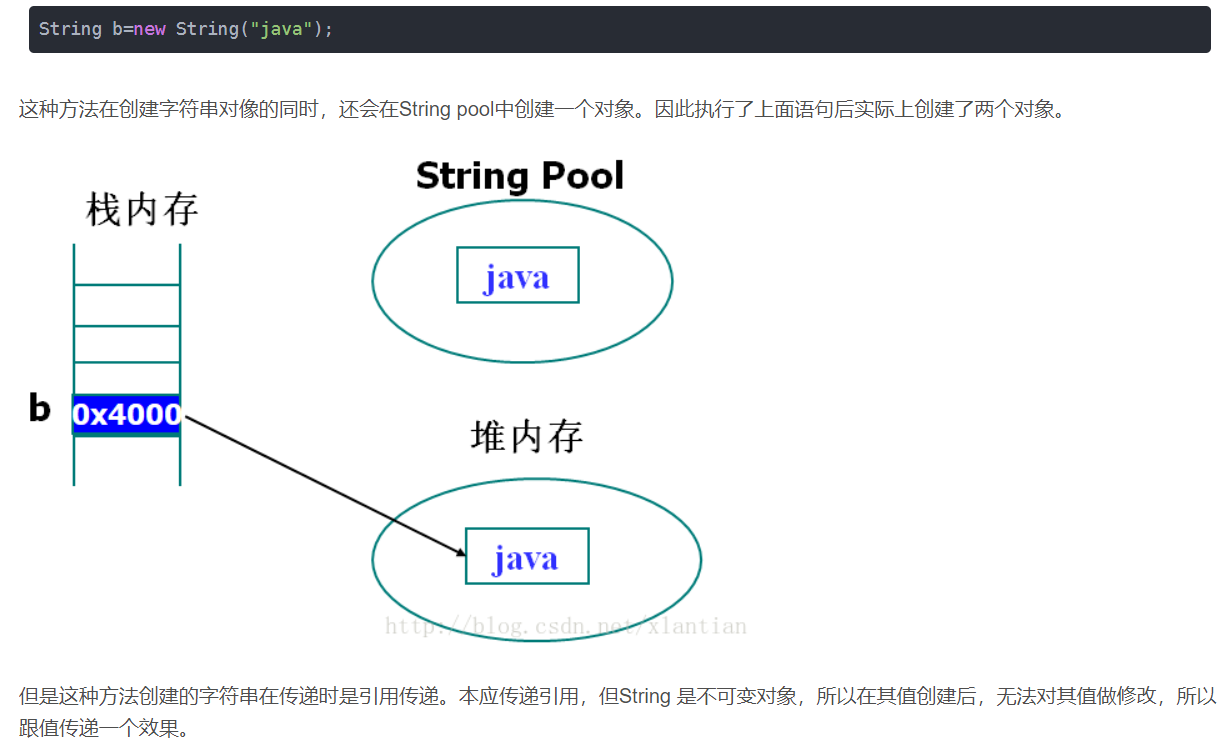 String b=new String("java");
这种方法在创建字符串对像的同时，还会在String pool中创建一个对象。因此执行了上面语句后实际上创建了两个对象。
String Pool
栈内存
java
b
0x4000
堆内存
java
http://blog.csdn.net/xlantian
但是这种方法创建的字符串在传递时是引用传递。本应传递引用，但String 是不可变对象，所以在其值创建后，无法对其值做修改，所以
跟值传递一个效果。